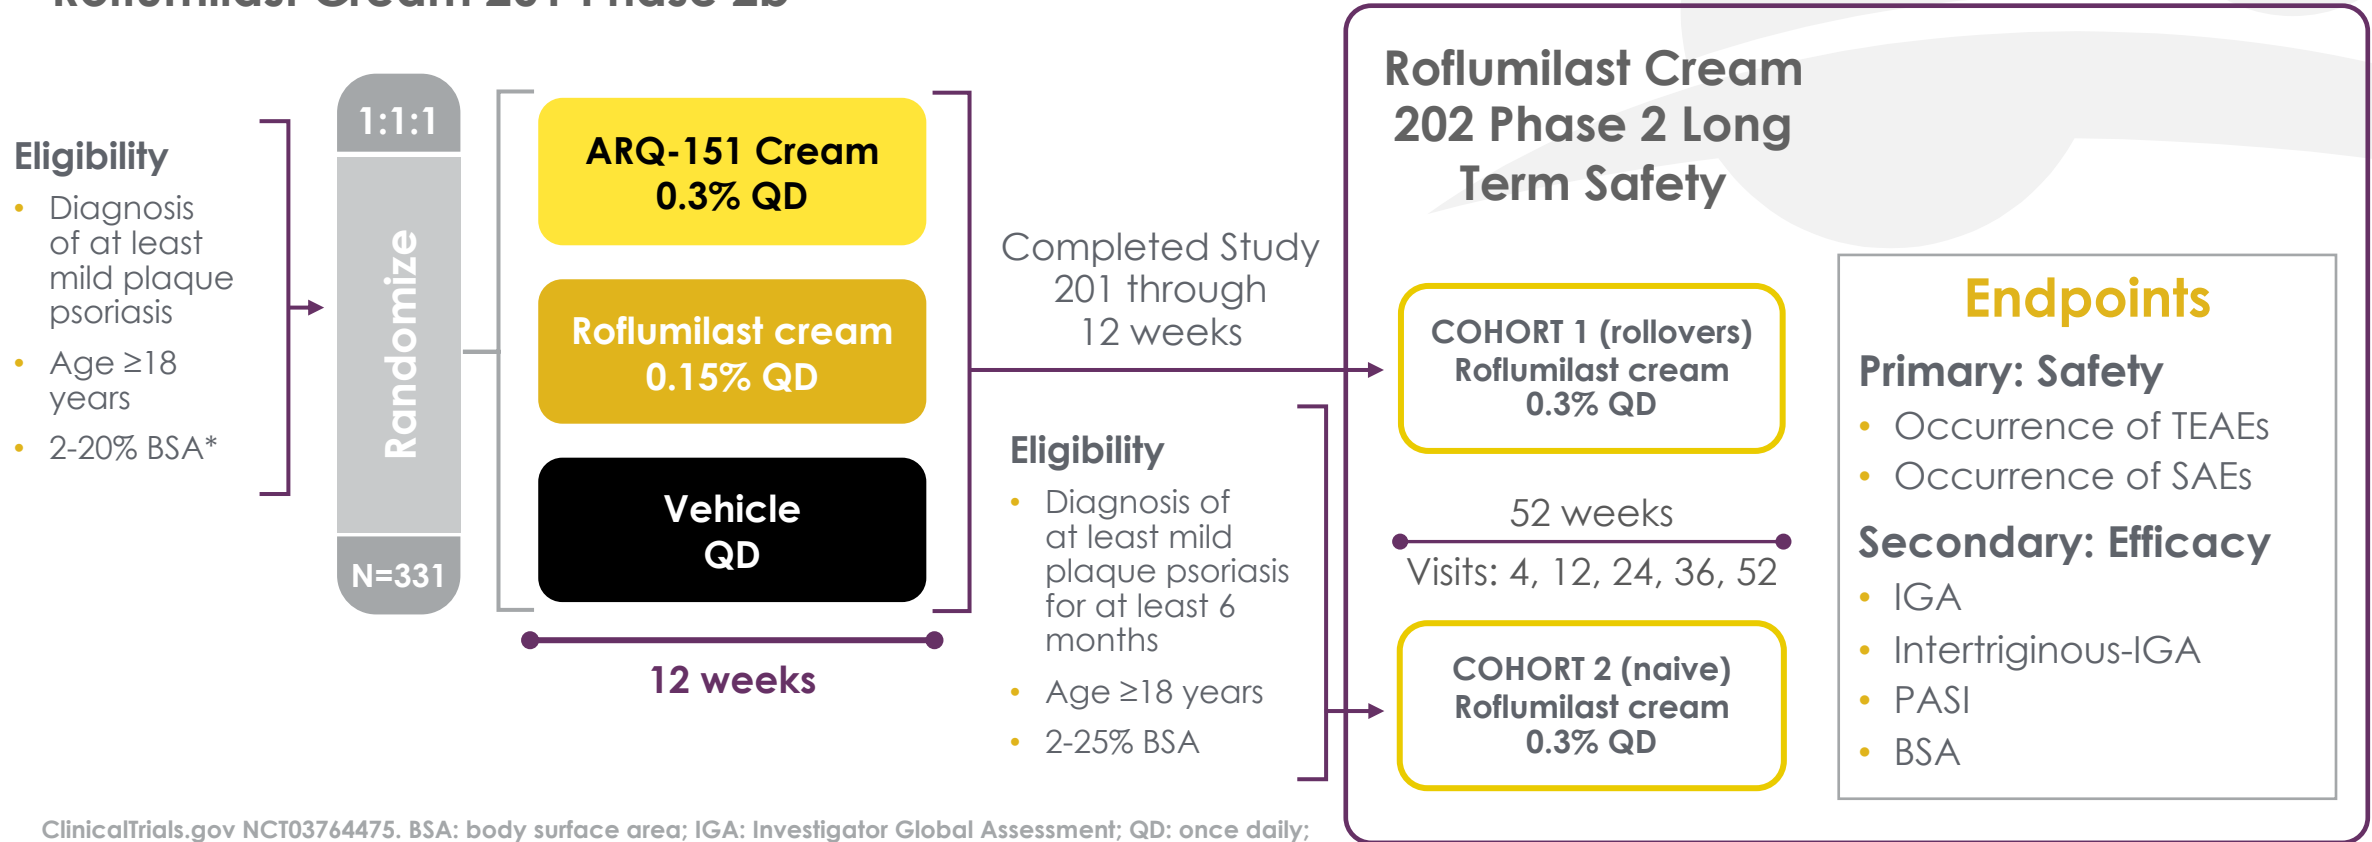 Roflumilast Cream 201 Phase 2b
Eligibility
• Diagnosis
of at least
mild plaque
psoriasis
• Age ≥18
years
• 2-20% BSA*
1:1:1
Randomize
N=331
ARQ-151 Cream
0.3% QD
Roflumilast cream
0.15% QD
Vehicle
QD
12 weeks
Completed Study
201 through
12 weeks
Eligibility
• Diagnosis of
at least mild
plaque psoriasis
for at least 6
months
• Age ≥18 years
• 2-25% BSA
Roflumilast Cream
202 Phase 2 Long
Term Safety
COHORT 1 (rollovers)
Roflumilast cream
0.3% QD
52 weeks
Visits: 4, 12, 24, 36, 52
COHORT 2 (naive)
Roflumilast cream
0.3% QD
Endpoints
Primary: Safety
• Occurrence of TEAEs
• Occurrence of SAEs
Secondary: Efficacy
• IGA
• Intertriginous-IGA
• PASI
• BSA
ClinicalTrials.gov NCT03764475. BSA: body surface area; IGA: Investigator Global Assessment; QD: once daily;